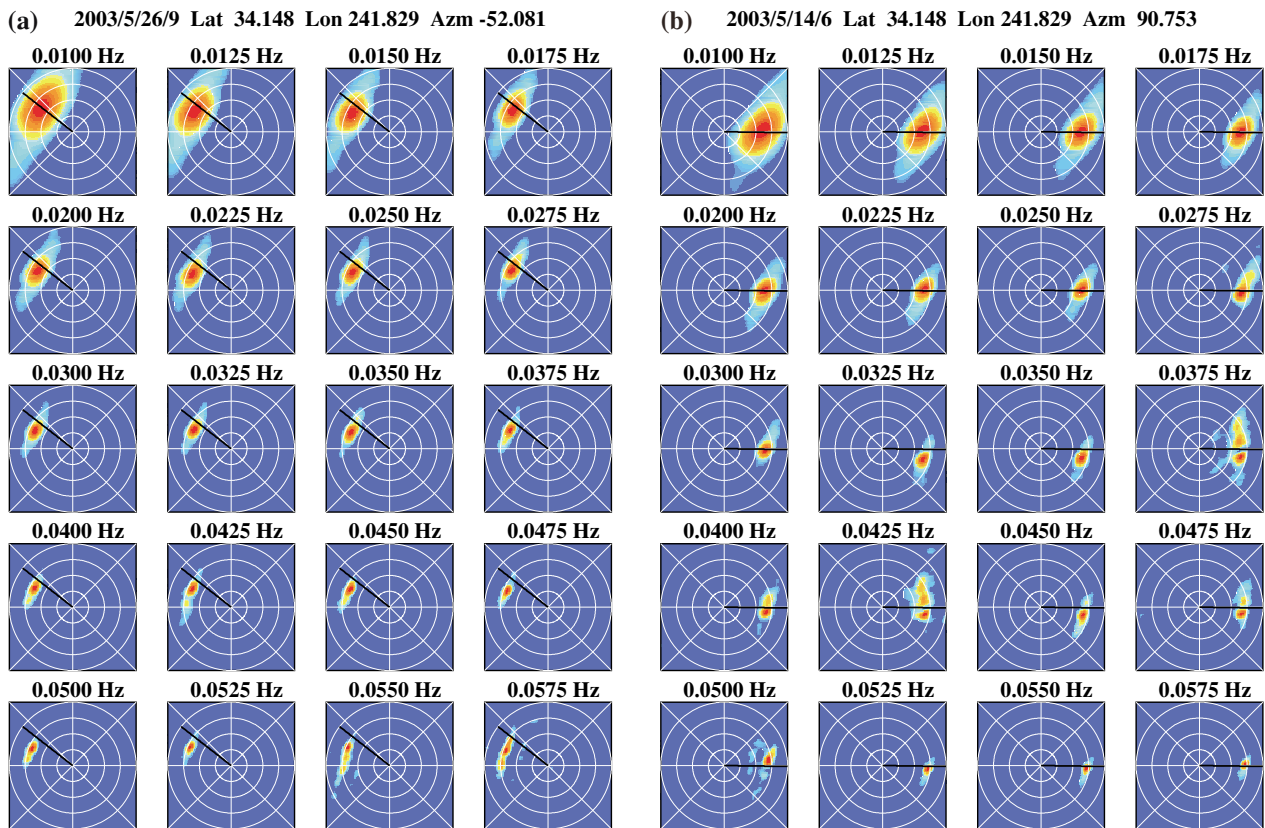 (a) 2003/5/26/9 Lat 34.148 Lon 241.829 Azm -52.081
0.0100 Hz 0.0125 Hz 0.0150 Hz 0.0175 Hz
0.0200 Hz 0.0225 Hz 0.0250 Hz 0.0275 Hz
0.0300 Hz 0.0325 Hz 0.0350 Hz 0.0375 Hz
0.0400 Hz 0.0425 Hz 0.0450 Hz 0.0475 Hz
0.0500 Hz 0.0525 Hz 0.0550 Hz 0.0575 Hz
(b) 2003/5/14/6 Lat 34.148 Lon 241.829 Azm 90.753
0.0100 Hz 0.0125 Hz 0.0150 Hz 0.0175 Hz
0.0200 Hz 0.0225 Hz 0.0250 Hz 0.0275 Hz
0.0300 Hz 0.0325 Hz 0.0350 Hz 0.0375 Hz
0.0400 Hz 0.0425 Hz 0.0450 Hz 0.0475 Hz
0.0500 Hz 0.0525 Hz 0.0550 Hz 0.0575 Hz